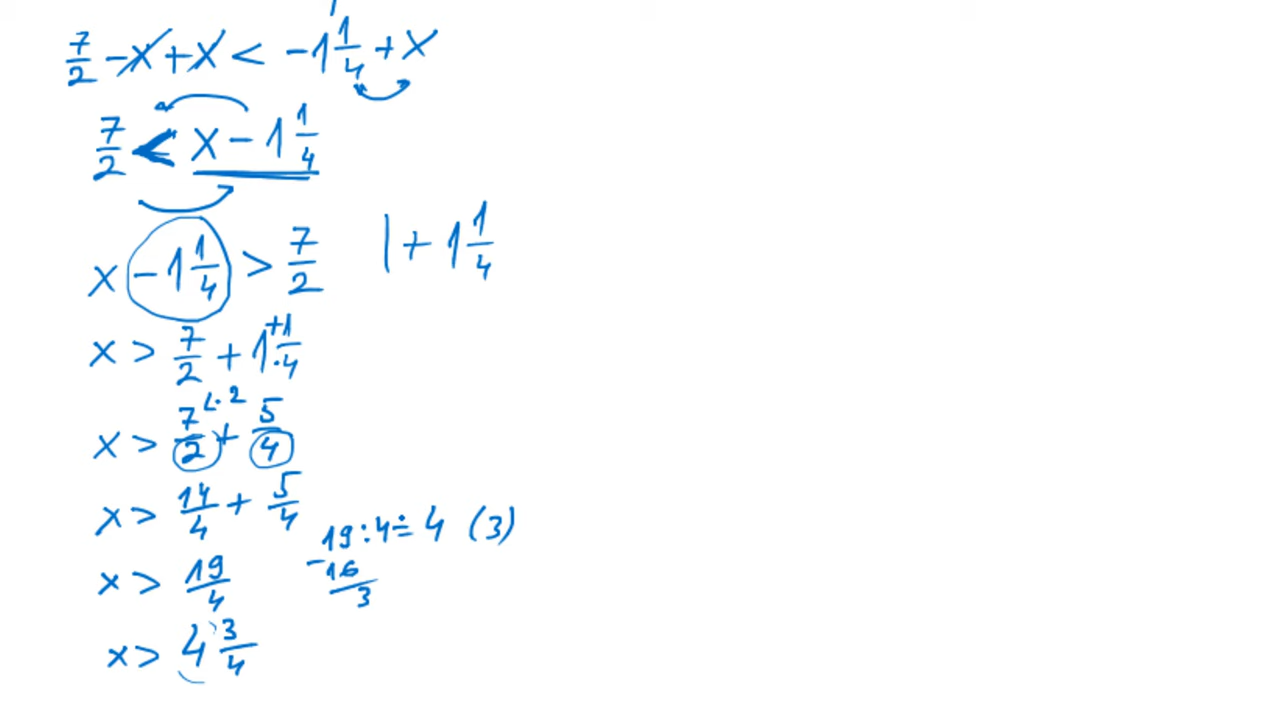 7/2 -x+x < -1 1/4 +x
7/2 < x - 1 1/4
x - 1 1/4 > 7/2 | + 1 1/4
x > 7/2 + 1 +1/·4
x > 7/2 ·2 + 5/4
x > 14/4 + 5/4
19:4≐4 (3)
-16
3
x > 19/4
x > 4 3/4